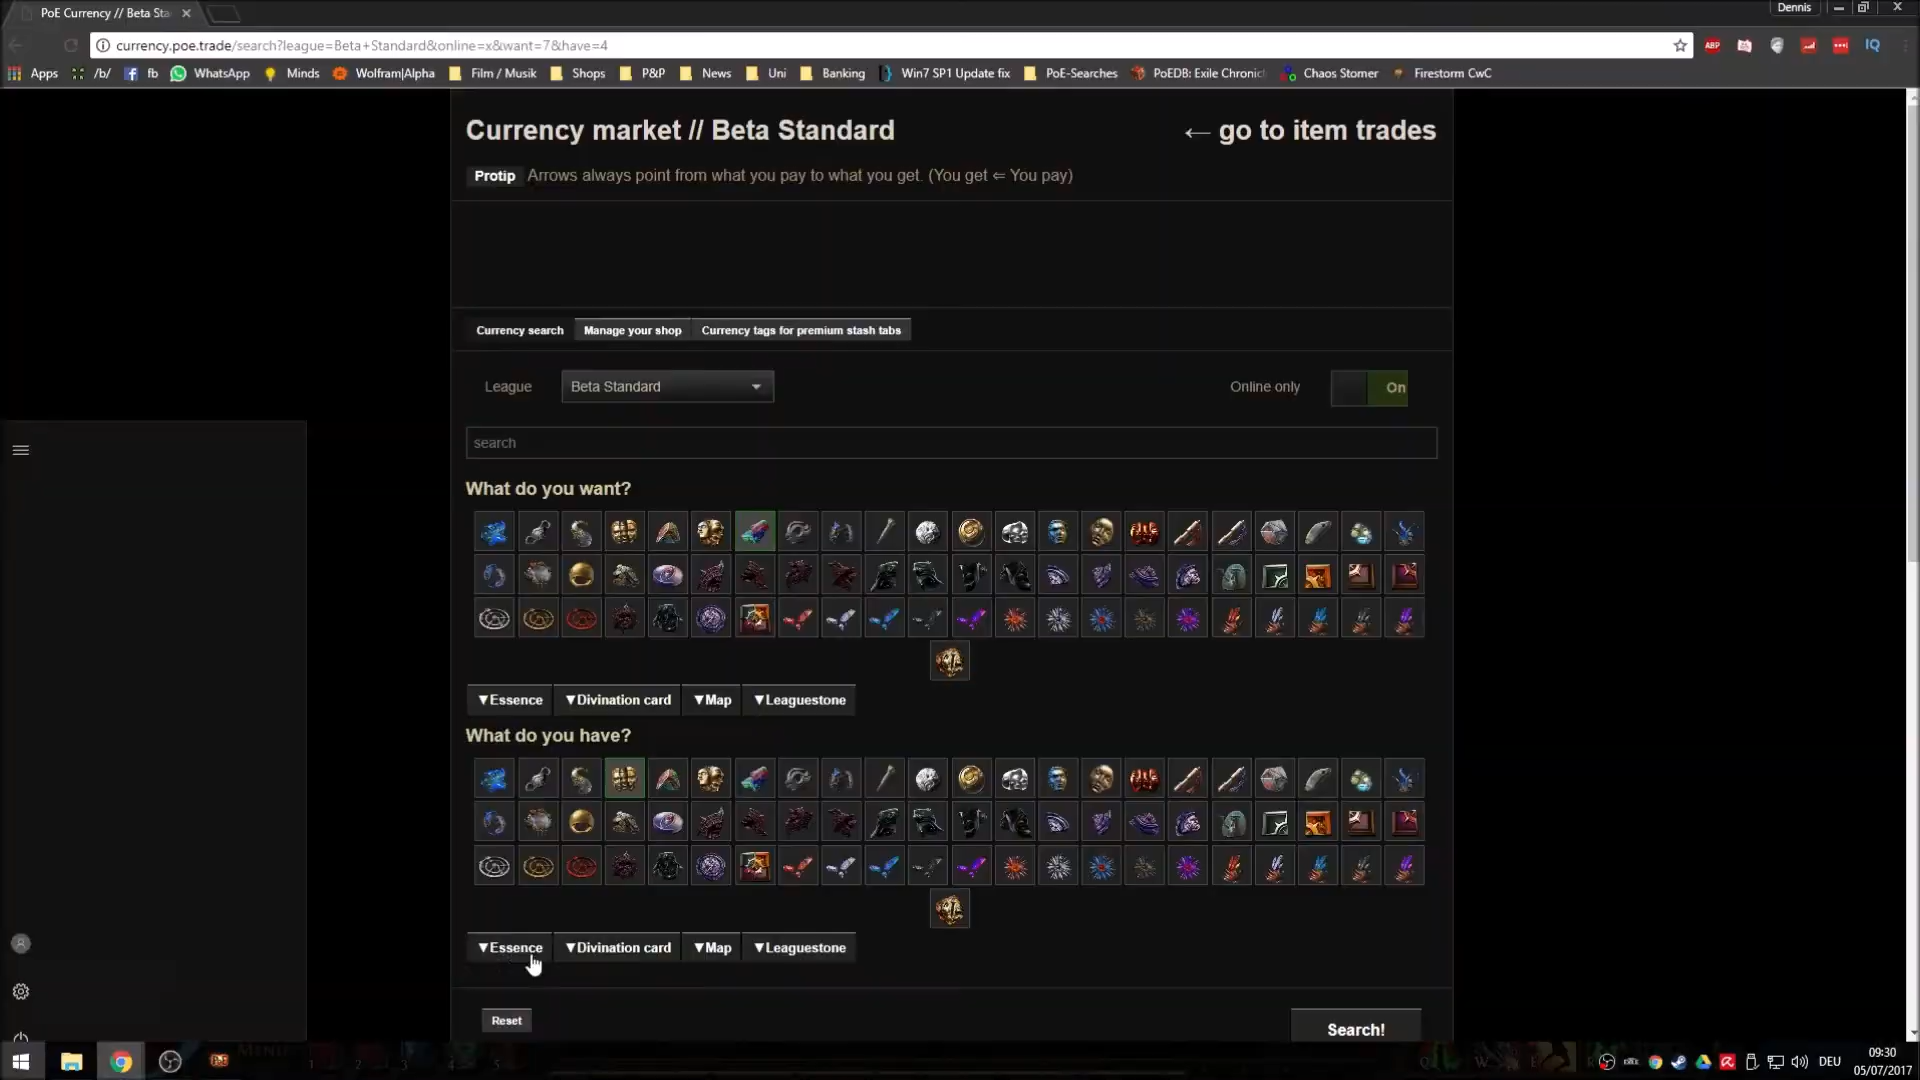 PoE Currency // Beta Sta
Dennis
currency.poe.trade/search?league=Beta+Standard&online=x&want=7&have=4
ABP
IQ
Apps
/b/
fb
WhatsApp
Minds
Wolfram|Alpha
Film / Musik
Shops
P&P
News
Uni
Banking
Win7 SP1 Update fix
PoE-Searches
PoEDB: Exile Chronic
Chaos Stomer
Firestorm CwC
Currency market // Beta Standard
← go to item trades
Protip Arrows always point from what you pay to what you get. (You get ⇐ You pay)
Currency search
Manage your shop
Currency tags for premium stash tabs
League
Beta Standard
Online only
On
search
What do you want?
▼Essence
▼Divination card
▼Map
▼Leaguestone
What do you have?
▼Essence
▼Divination card
▼Map
▼Leaguestone
Reset
Search!
DEU
09:30
05/07/2017